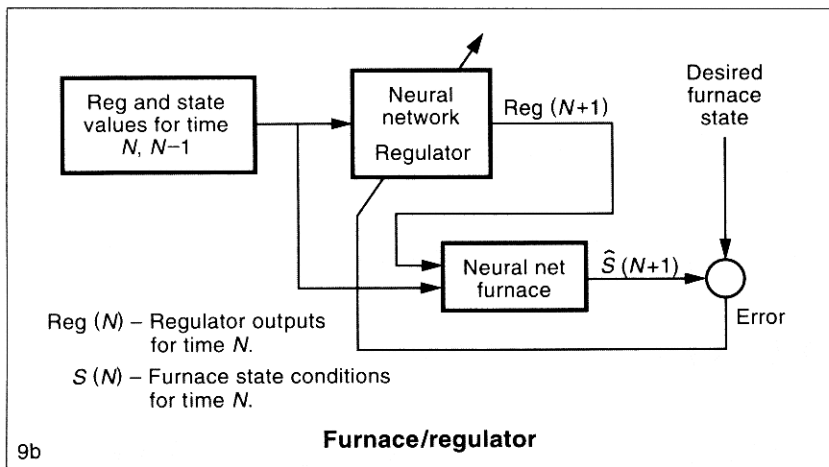 Reg and state
values for time
N, N−1
Neural
network
Regulator
Reg (N+1)
Desired
furnace
state
Neural net
furnace
Ŝ (N+1)
Error
Reg (N) – Regulator outputs
for time N.
S (N) – Furnace state conditions
for time N.
9b
Furnace/regulator